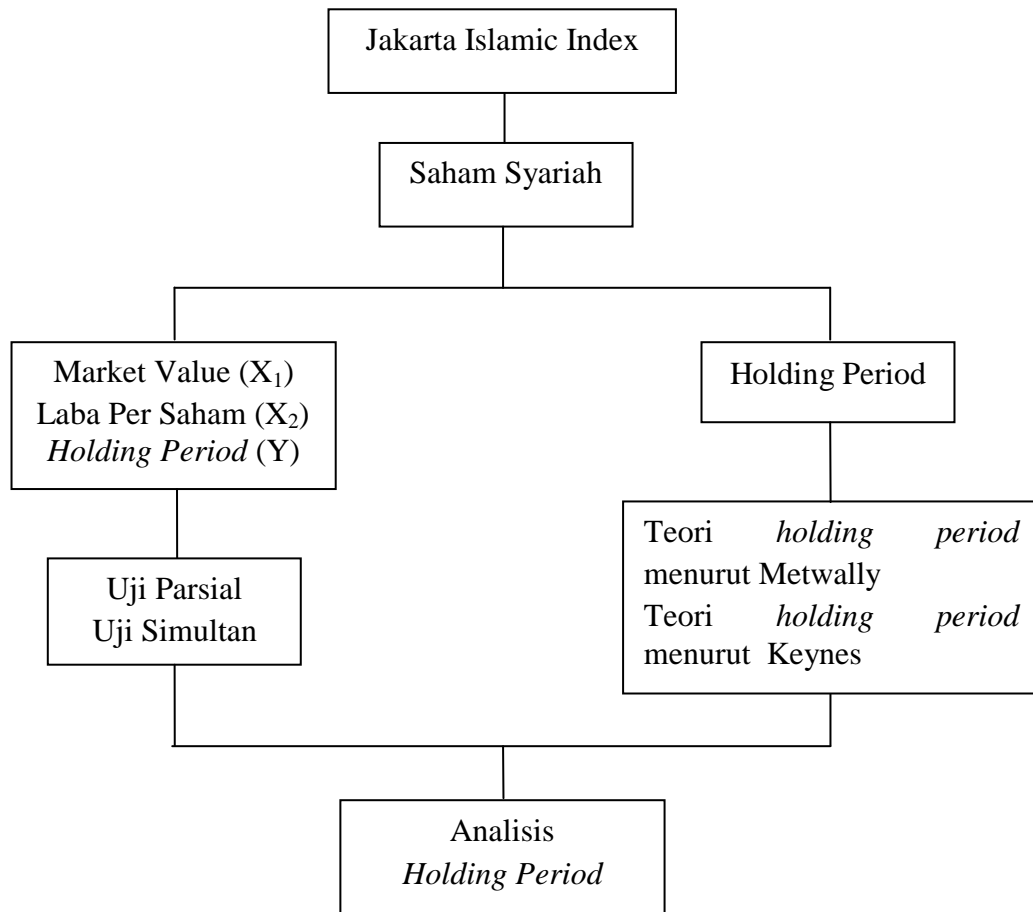 Jakarta Islamic Index
Saham Syariah
Market Value (X₁)
Laba Per Saham (X₂)
Holding Period (Y)
Holding Period
Uji Parsial
Uji Simultan
Teori holding period
menurut Metwally
Teori holding period
menurut Keynes
Analisis
Holding Period